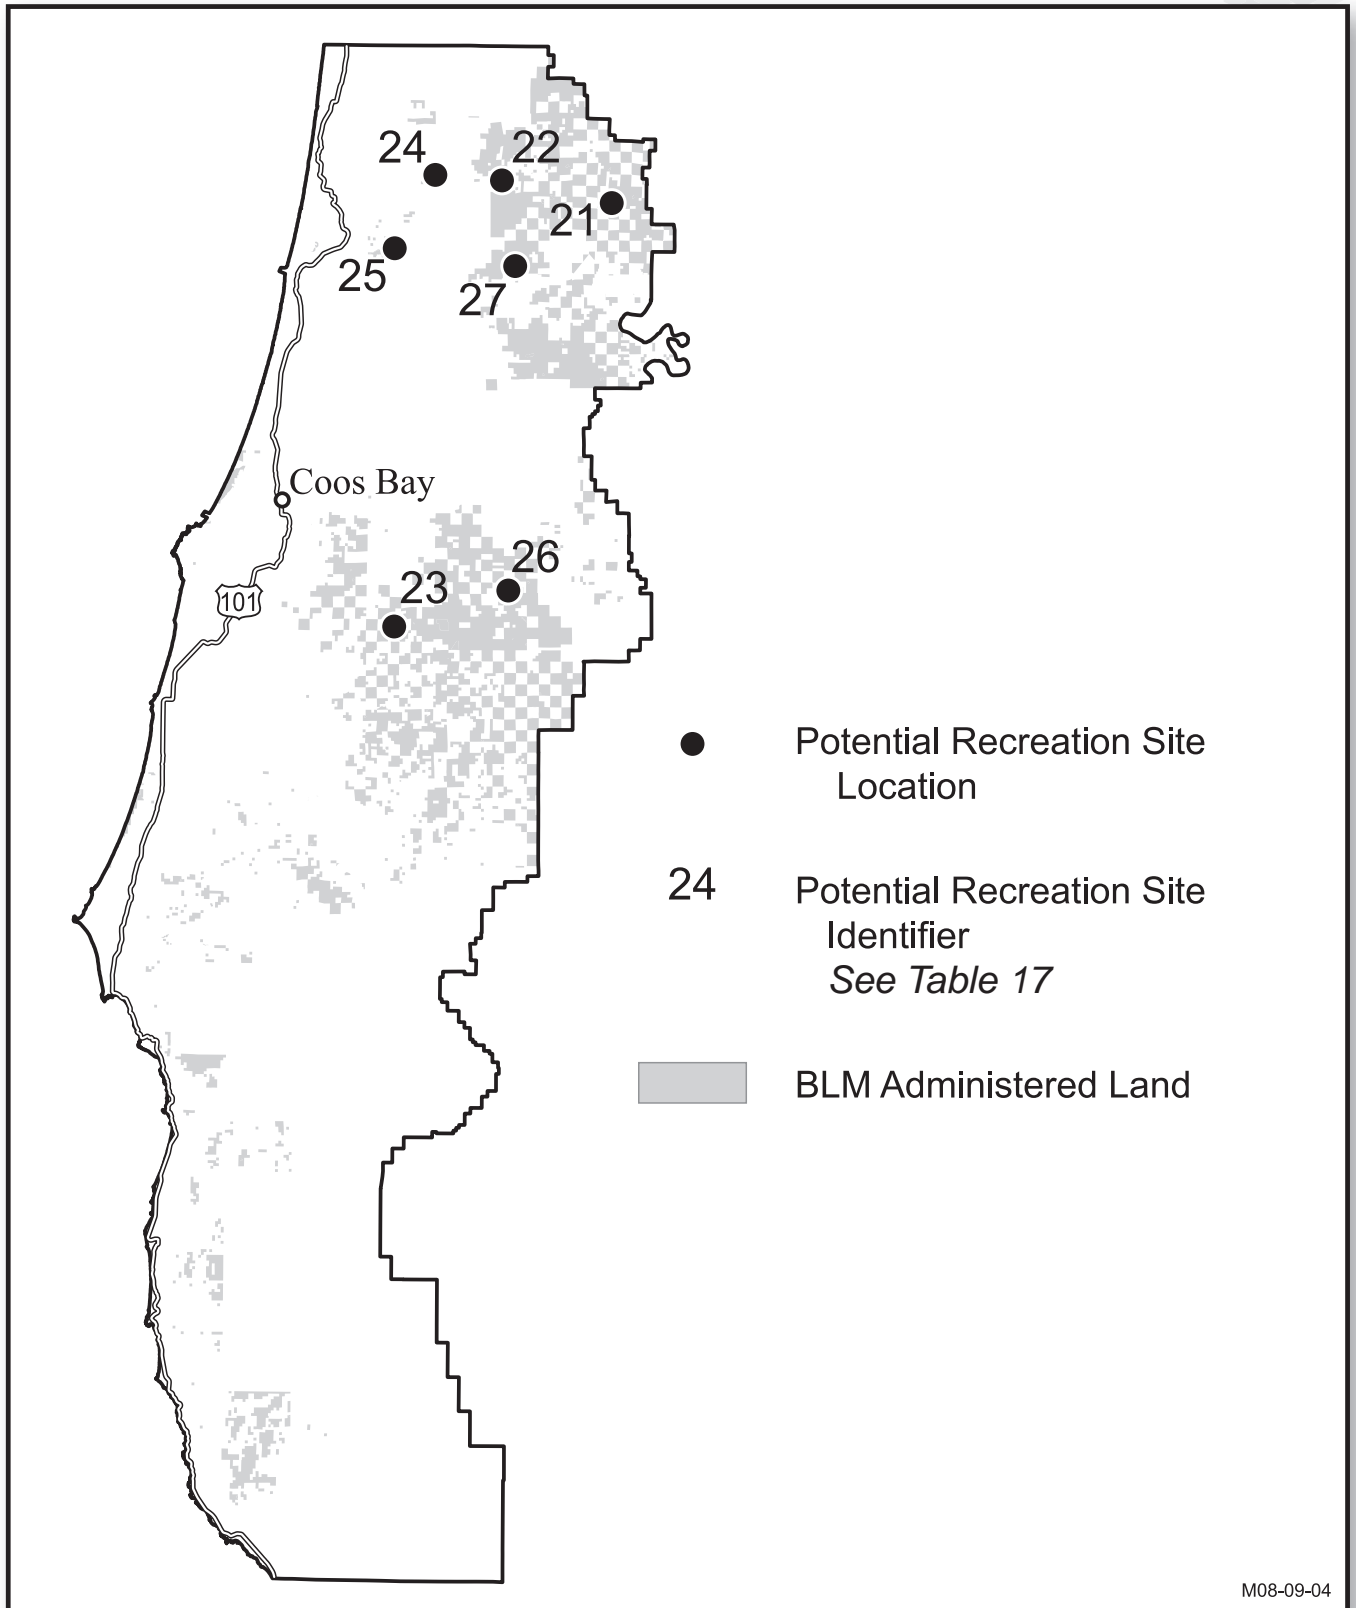 24
22
21
25
27
Coos Bay
26
23
101
Potential Recreation Site
Location
24
Potential Recreation Site
Identifier
See Table 17
BLM Administered Land
M08-09-04